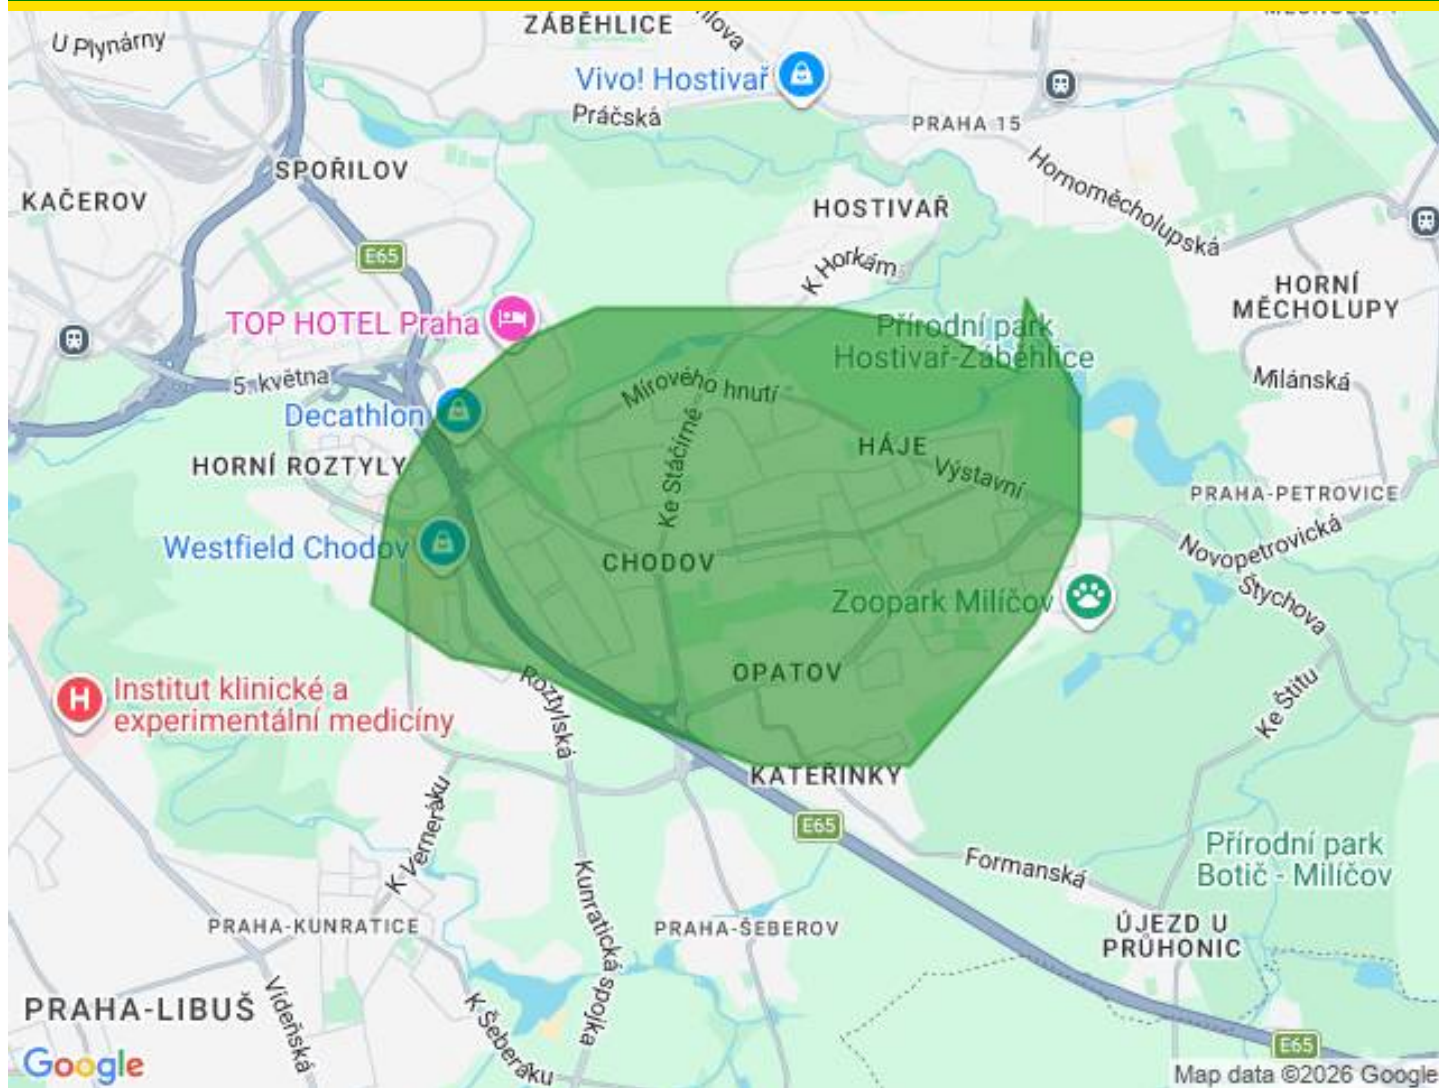 ZÁBĚHLICE
U Plynárny
Vivo! Hostivař
Práčská
PRAHA 15
SPOŘILOV
KAČEROV
Hornoměcholupská
HOSTIVAŘ
E65
K Horkám
HORNÍ
MĚCHOLUPY
TOP HOTEL Praha
Přírodní park
Hostivař-Záběhlice
5. května
Mírového hnutí
Milánská
Decathlon
Ke Stáčírně
HÁJE
HORNÍ ROZTYLY
Výstavní
PRAHA-PETROVICE
Westfield Chodov
CHODOV
Novopetrovická
Štychova
Zoopark Milíčov
OPATOV
Institut klinické a
experimentální medicíny
Roztylská
Ke Štítu
KATEŘINKY
E65
K Verneráku
Formanská
Přírodní park
Botič - Milíčov
Kunratická spojka
PRAHA-KUNRATICE
PRAHA-ŠEBEROV
ÚJEZD U
PRŮHONIC
PRAHA-LIBUŠ
Vídeňská
K Šeberáku
E65
Google
Map data ©2026 Google